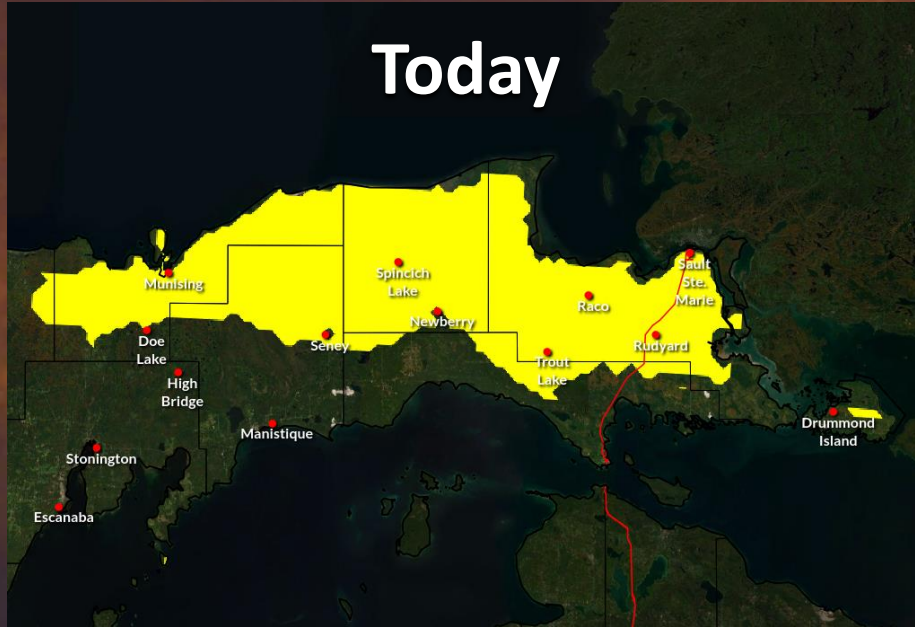 Today
Munising
Spincich
Lake
Newberry
Seney
Doe
Lake
High
Bridge
Manistique
Stonington
Escanaba
Trout
Lake
Raco
Rudyard
Sault
Ste.
Marie
Drummond
Island